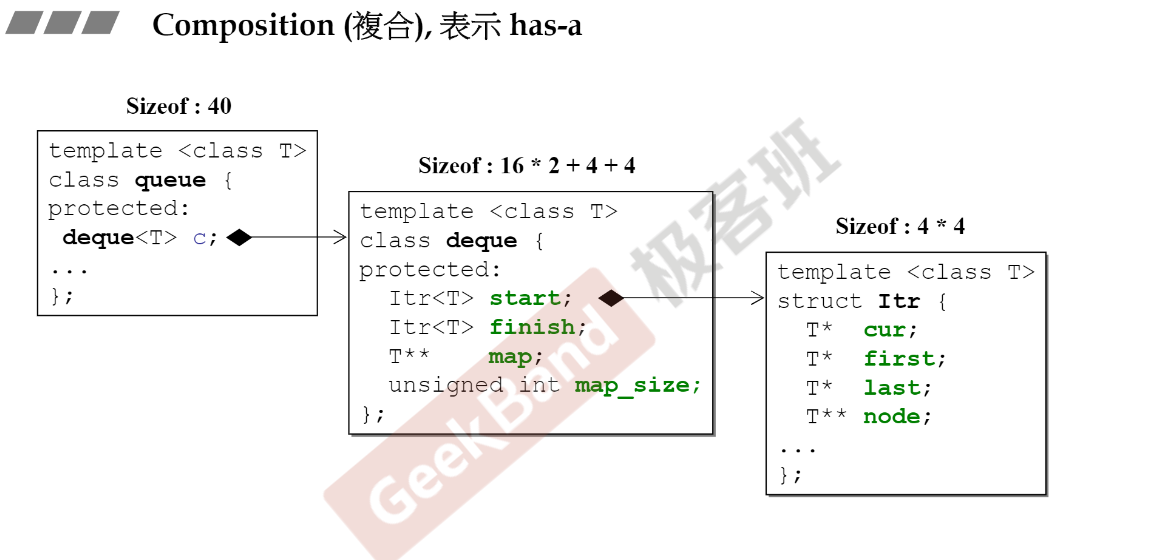 Composition (複合), 表示 has-a
Sizeof : 40
template <class T>
class queue {
protected:
deque<T> c;
...
};
Sizeof : 16 * 2 + 4 + 4
template <class T>
class deque {
protected:
Itr<T> start;
Itr<T> finish;
T** map;
unsigned int map_size;
};
Sizeof : 4 * 4
template <class T>
struct Itr {
T* cur;
T* first;
T* last;
T** node;
...
};
GeekBand 极客班